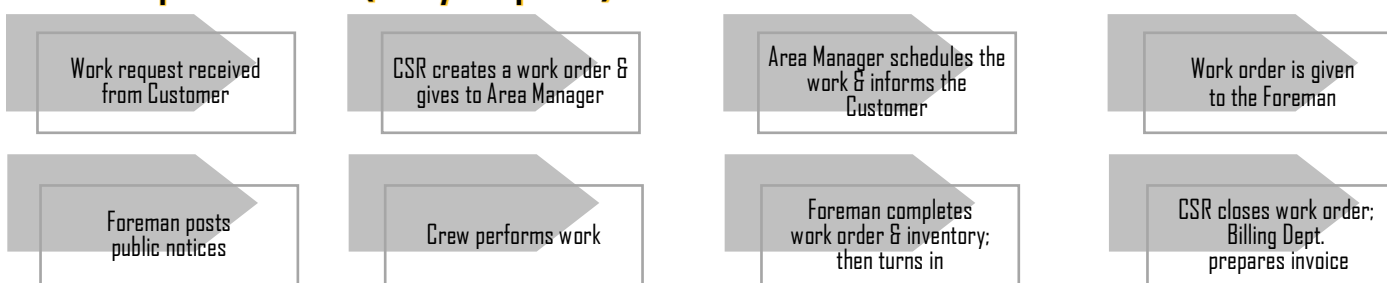 Work request received
from Customer
CSR creates a work order &
gives to Area Manager
Area Manager schedules the
work & informs the
Customer
Work order is given
to the Foreman
Foreman posts
public notices
Crew performs work
Foreman completes
work order & inventory;
then turns in
CSR closes work order;
Billing Dept.
prepares invoice